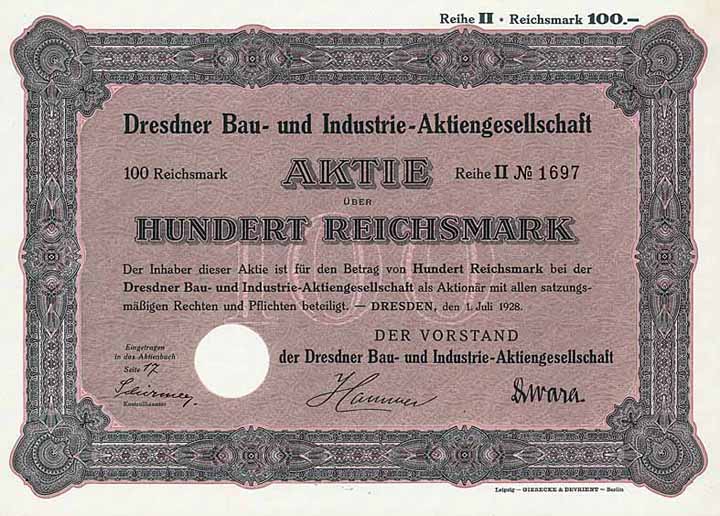 Reihe II • Reichsmark 100.—
Dresdner Bau- und Industrie-Aktiengesellschaft
100 Reichsmark AKTIE Reihe II № 1697
ÜBER
HUNDERT REICHSMARK
100
Der Inhaber dieser Aktie ist für den Betrag von Hundert Reichsmark bei der
Dresdner Bau- und Industrie-Aktiengesellschaft als Aktionär mit allen satzungs-
mäßigen Rechten und Pflichten beteiligt. — DRESDEN, den 1. Juli 1928.
Eingetragen
in das Aktienbuch
Seite 17
Kontrollbeamter
DER VORSTAND
der Dresdner Bau- und Industrie-Aktiengesellschaft
Hammer
Leipzig — GIESECKE & DEVRIENT — Berlin